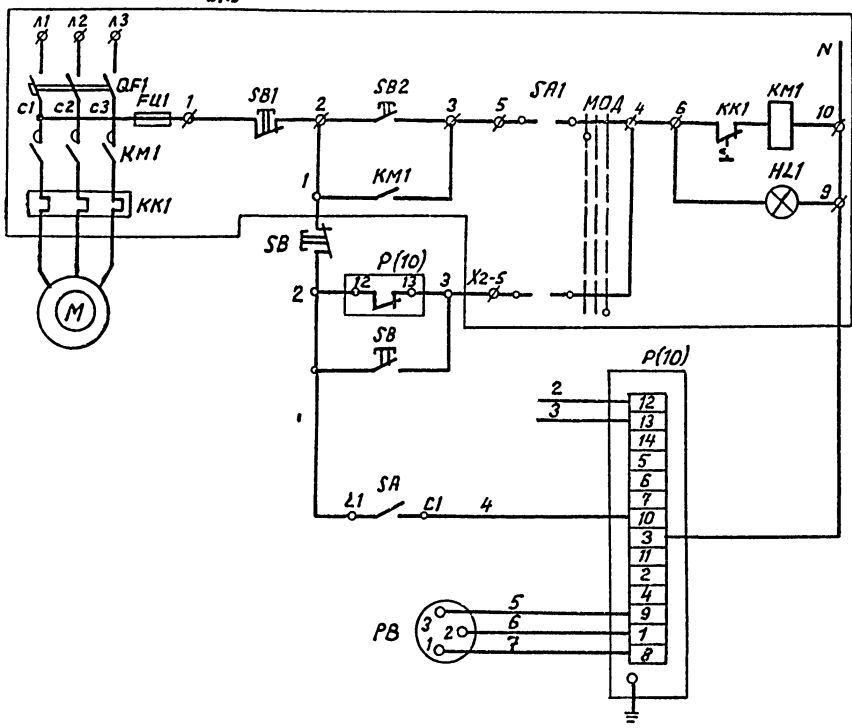 Л1 Л2 Л3
N
QF1
C1 C2 C3
FU1
1
SB1
2
SB2
3
5
SA1
МОД
4
6
KK1
KM1
10
KM1
1
KM1
HL1
9
KK1
SB
P(10)
12 13
3
X2-5
2
M
SB
P(10)
2
3
12
13
14
5
6
7
10
3
11
2
4
9
1
8
L1
SA
C1
4
PB
3
2
1
5
6
7